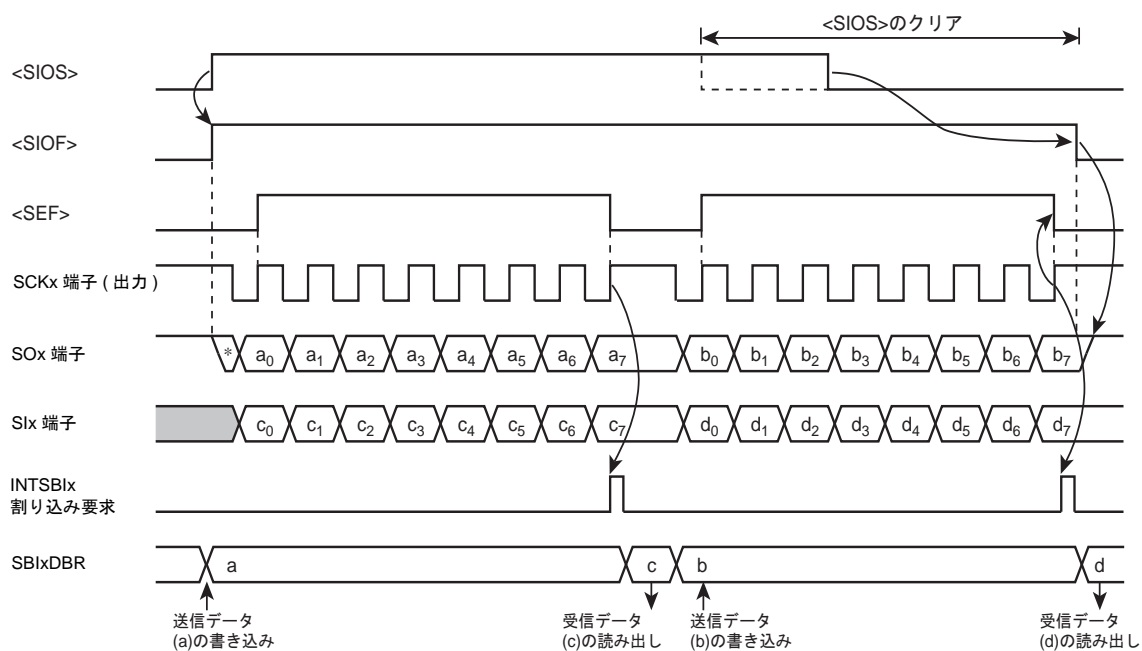 <SIOS>のクリア
<SIOS>
<SIOF>
<SEF>
SCKx 端子 ( 出力 )
SOx 端子
* a0 a1 a2 a3 a4 a5 a6 a7 b0 b1 b2 b3 b4 b5 b6 b7
SIx 端子
c0 c1 c2 c3 c4 c5 c6 c7 d0 d1 d2 d3 d4 d5 d6 d7
INTSBIx
割り込み要求
SBIxDBR
a c b d
送信データ
(a)の書き込み
受信データ
(c)の読み出し
送信データ
(b)の書き込み
受信データ
(d)の読み出し